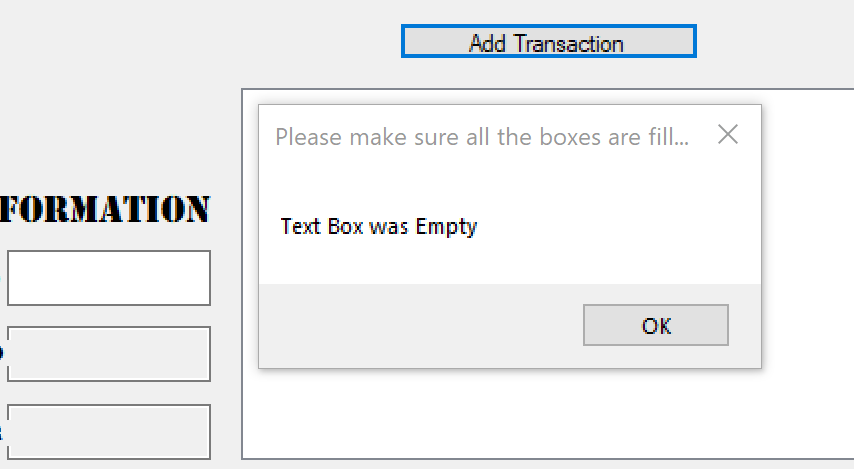 Add Transaction
Please make sure all the boxes are fill...
FORMATION
Text Box was Empty
OK